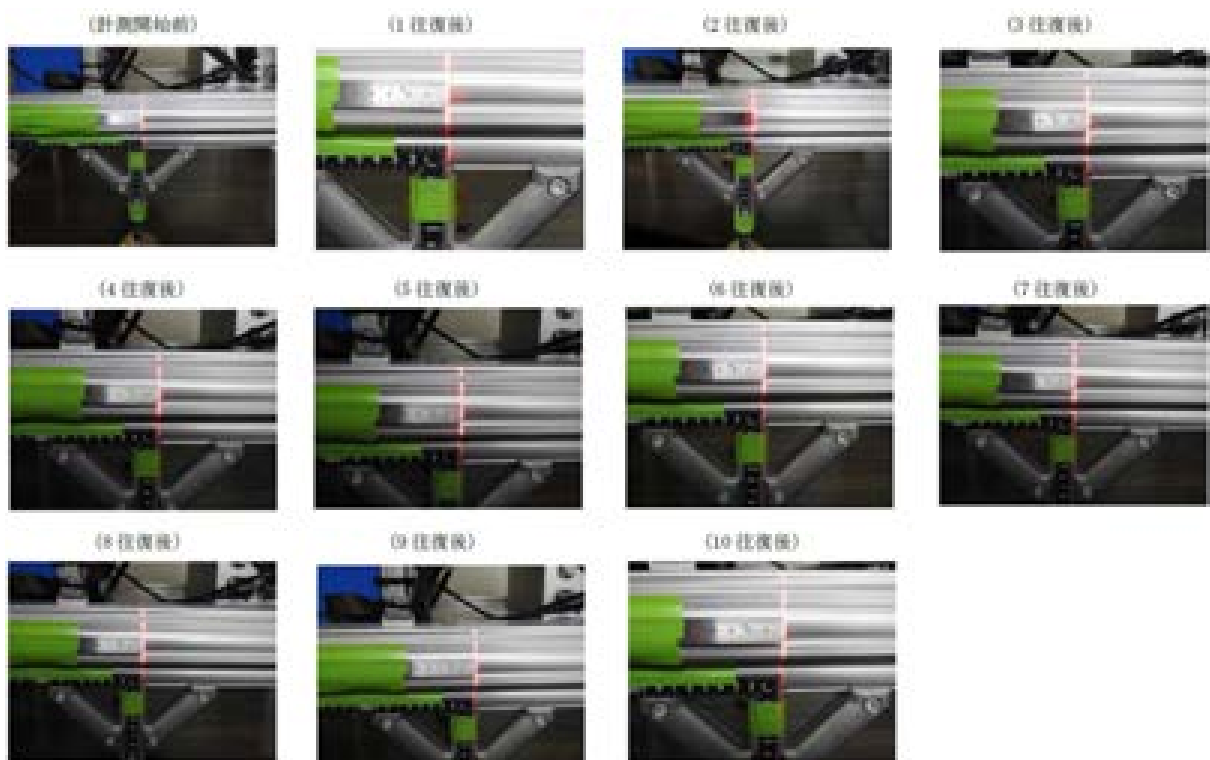 (計測開始前)
(1 往復後)
(2 往復後)
(3 往復後)
(4 往復後)
(5 往復後)
(6 往復後)
(7 往復後)
(8 往復後)
(9 往復後)
(10 往復後)